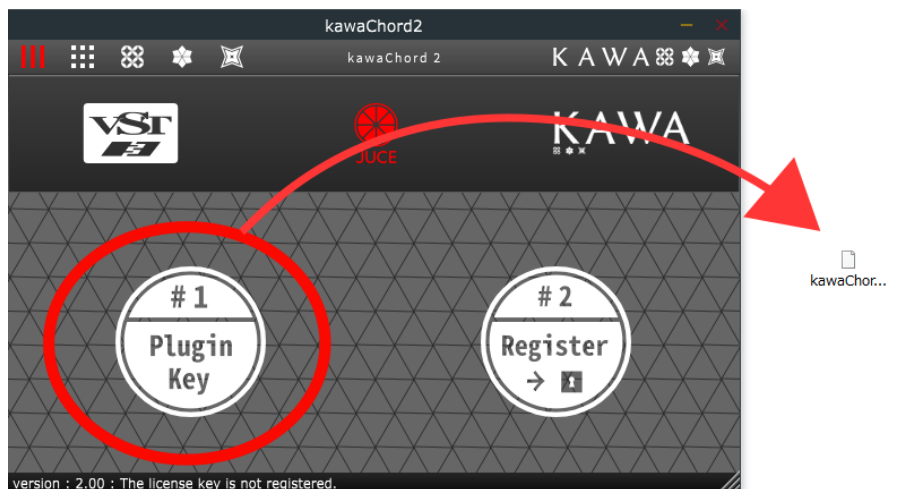 kawaChord2
kawaChord 2
KAWA
VST
3
JUCE
KAWA
#1
Plugin
Key
#2
Register
kawaChor...
version : 2.00 : The license key is not registered.